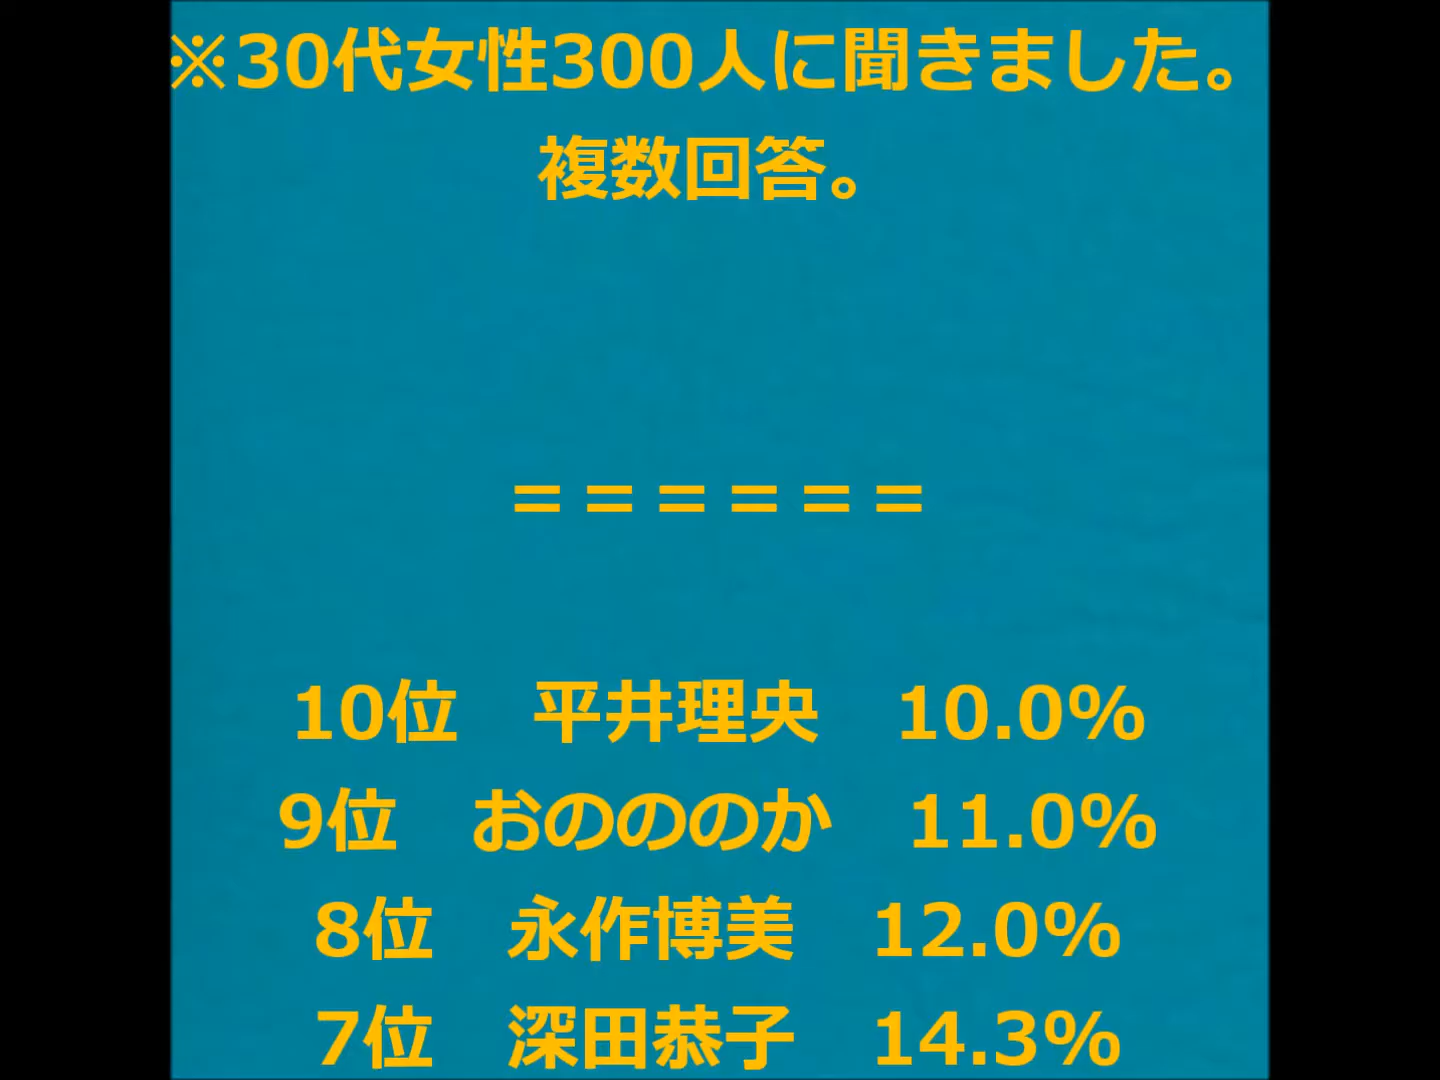 ※30代女性300人に聞きました。
複数回答。
＝＝＝＝＝＝
10位　平井理央　10.0%
9位　おのののか　11.0%
8位　永作博美　12.0%
7位　深田恭子　14.3%